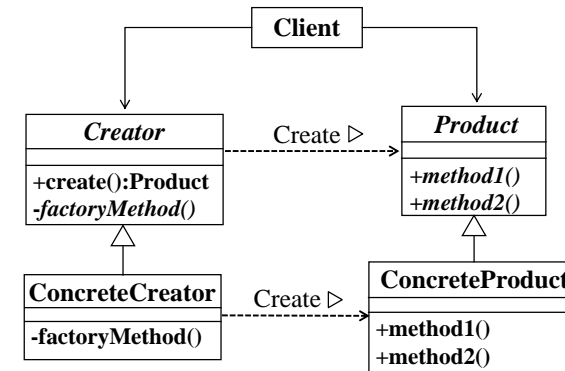 Client
Creator
+create():Product
-factoryMethod()
Create ▷
Product
+method1()
+method2()
ConcreteCreator
-factoryMethod()
Create ▷
ConcreteProduct
+method1()
+method2()